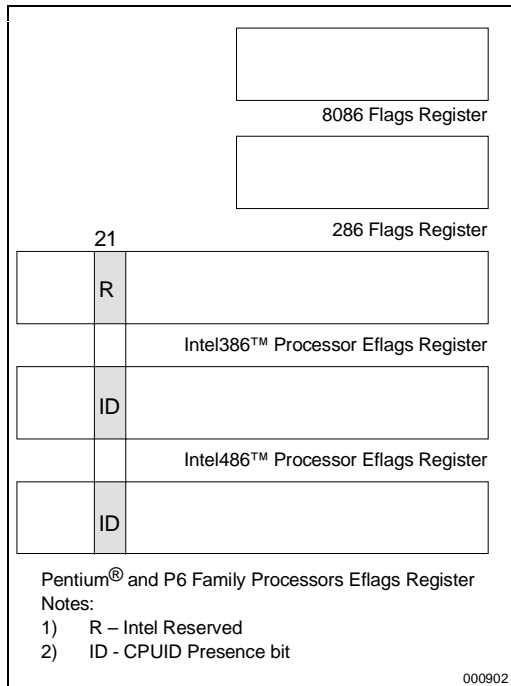 8086 Flags Register
286 Flags Register
21
R
Intel386™ Processor Eflags Register
ID
Intel486™ Processor Eflags Register
ID
Pentium® and P6 Family Processors Eflags Register
Notes:
1) R – Intel Reserved
2) ID - CPUID Presence bit
000902